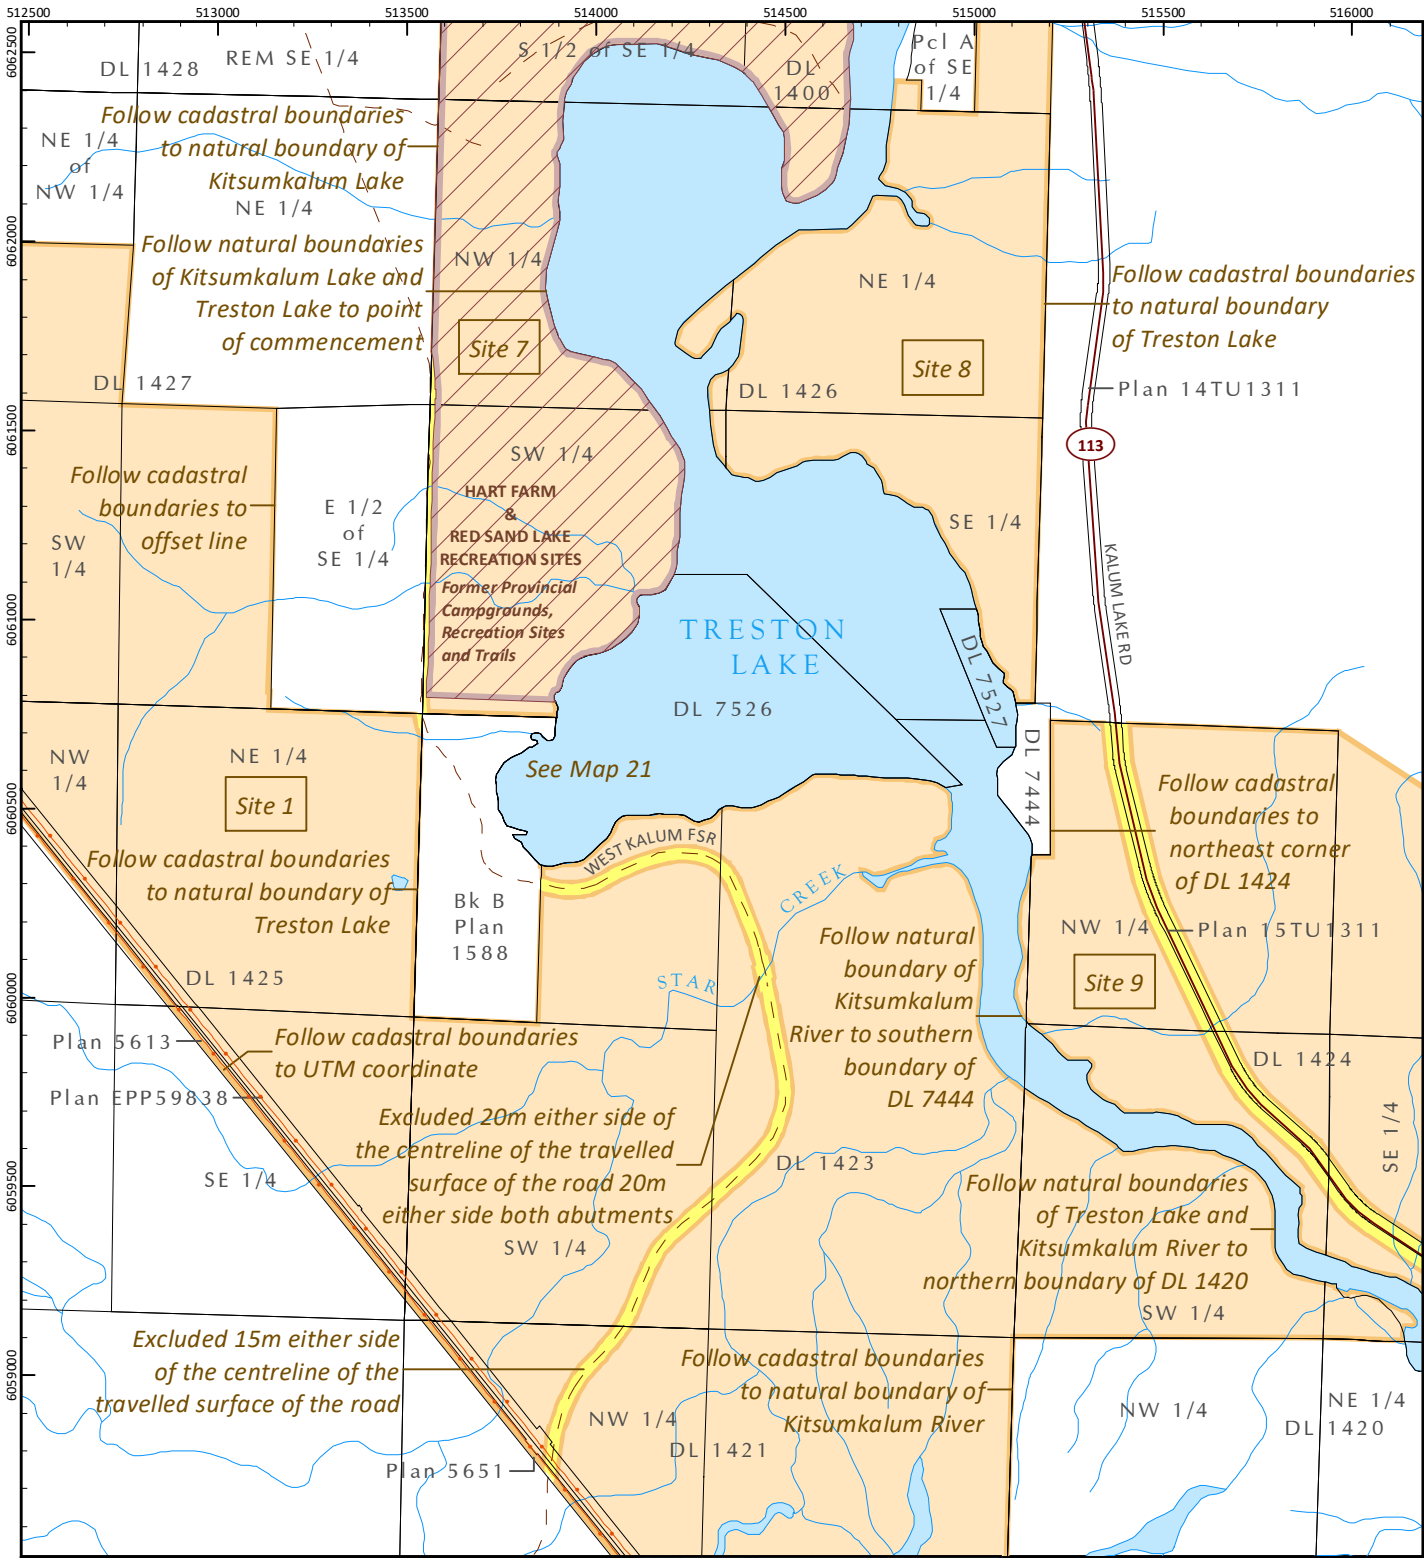 512500
513000
513500
514000
514500
515000
515500
516000
6062500
6062000
6061500
6061000
6060500
6060000
6059500
6059000
DL 1428
REM SE 1/4
S 1/2 of SE 1/4
DL
1400
Pcl A
of SE
1/4
Follow cadastral boundaries
to natural boundary of
Kitsumkalum Lake
NE 1/4
of
NW 1/4
NE 1/4
Follow natural boundaries
of Kitsumkalum Lake and
Treston Lake to point
of commencement
NW 1/4
NE 1/4
Follow cadastral boundaries
to natural boundary
of Treston Lake
Site 7
Site 8
DL 1427
DL 1426
Plan 14TU1311
113
SW 1/4
Follow cadastral
boundaries to
offset line
E 1/2
of
SE 1/4
SW
1/4
HART FARM
&
RED SAND LAKE
RECREATION SITES
Former Provincial
Campgrounds,
Recreation Sites
and Trails
SE 1/4
KALUM LAKE RD
TRESTON
LAKE
DL 7526
DL 7527
DL 7444
See Map 21
NW
1/4
NE 1/4
Site 1
Follow cadastral
boundaries to
northeast corner
of DL 1424
WEST KALUM FSR
Follow cadastral boundaries
to natural boundary of
Treston Lake
Bk B
Plan
1588
STAR
CREEK
Follow natural
boundary of
Kitsumkalum
River to southern
boundary of
DL 7444
NW 1/4
Plan 15TU1311
Site 9
DL 1425
Plan 5613
Plan EPP59838
Follow cadastral boundaries
to UTM coordinate
DL 1424
SE 1/4
Excluded 20m either side of
the centreline of the travelled
surface of the road 20m
either side both abutments
DL 1423
SE 1/4
SW 1/4
Follow natural boundaries
of Treston Lake and
Kitsumkalum River to
northern boundary of DL 1420
SW 1/4
Excluded 15m either side
of the centreline of the
travelled surface of the road
Follow cadastral boundaries
to natural boundary of
Kitsumkalum River
NW 1/4
DL 1421
NW 1/4
NE 1/4
DL 1420
Plan 5651